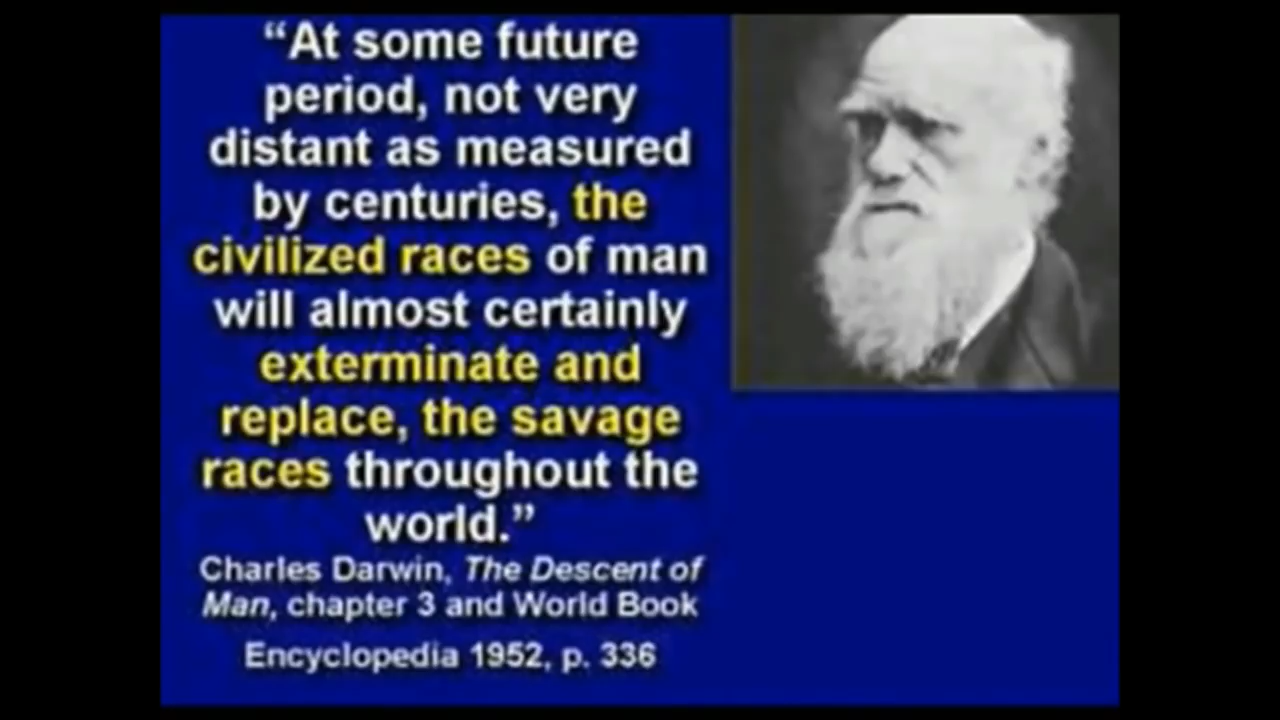 “At some future
period, not very
distant as measured
by centuries, the
civilized races of man
will almost certainly
exterminate and
replace, the savage
races throughout the
world.”
Charles Darwin, The Descent of
Man, chapter 3 and World Book
Encyclopedia 1952, p. 336